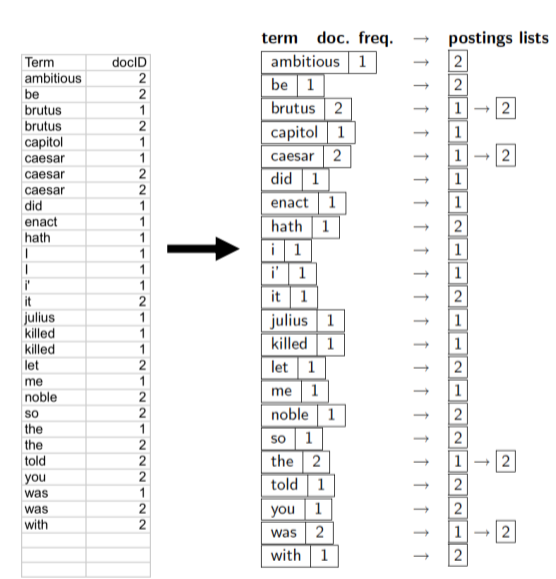 Term docID
ambitious 2
be 2
brutus 1
brutus 2
capitol 1
caesar 1
caesar 2
caesar 2
did 1
enact 1
hath 1
I 1
I 1
i' 1
it 2
julius 1
killed 1
killed 1
let 2
me 1
noble 2
so 2
the 1
the 2
told 2
you 2
was 1
was 2
with 2
term doc. freq. → postings lists
ambitious 1 → 2
be 1 → 2
brutus 2 → 1 → 2
capitol 1 → 1
caesar 2 → 1 → 2
did 1 → 1
enact 1 → 1
hath 1 → 2
i 1 → 1
i' 1 → 1
it 1 → 2
julius 1 → 1
killed 1 → 1
let 1 → 2
me 1 → 1
noble 1 → 2
so 1 → 2
the 2 → 1 → 2
told 1 → 2
you 1 → 2
was 2 → 1 → 2
with 1 → 2